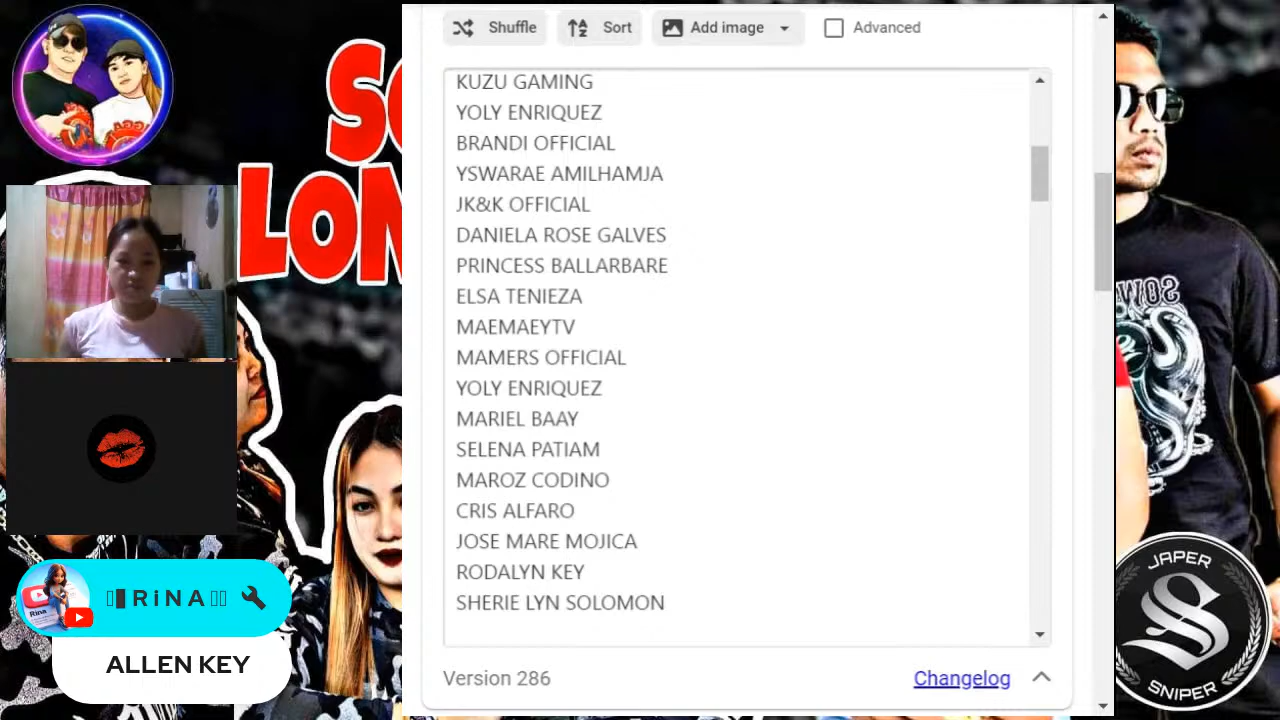 Shuffle Sort Add image Advanced
KUZU GAMING
YOLY ENRIQUEZ
BRANDI OFFICIAL
YSWARAE AMILHAMJA
JK&K OFFICIAL
DANIELA ROSE GALVES
PRINCESS BALLARBARE
ELSA TENIEZA
MAEMAEYTV
MAMERS OFFICIAL
YOLY ENRIQUEZ
MARIEL BAAY
SELENA PATIAM
MAROZ CODINO
CRIS ALFARO
JOSE MARE MOJICA
RODALYN KEY
SHERIE LYN SOLOMON
Version 286 Changelog
RiNA
ALLEN KEY
Rina
JAPER
S
SNIPER